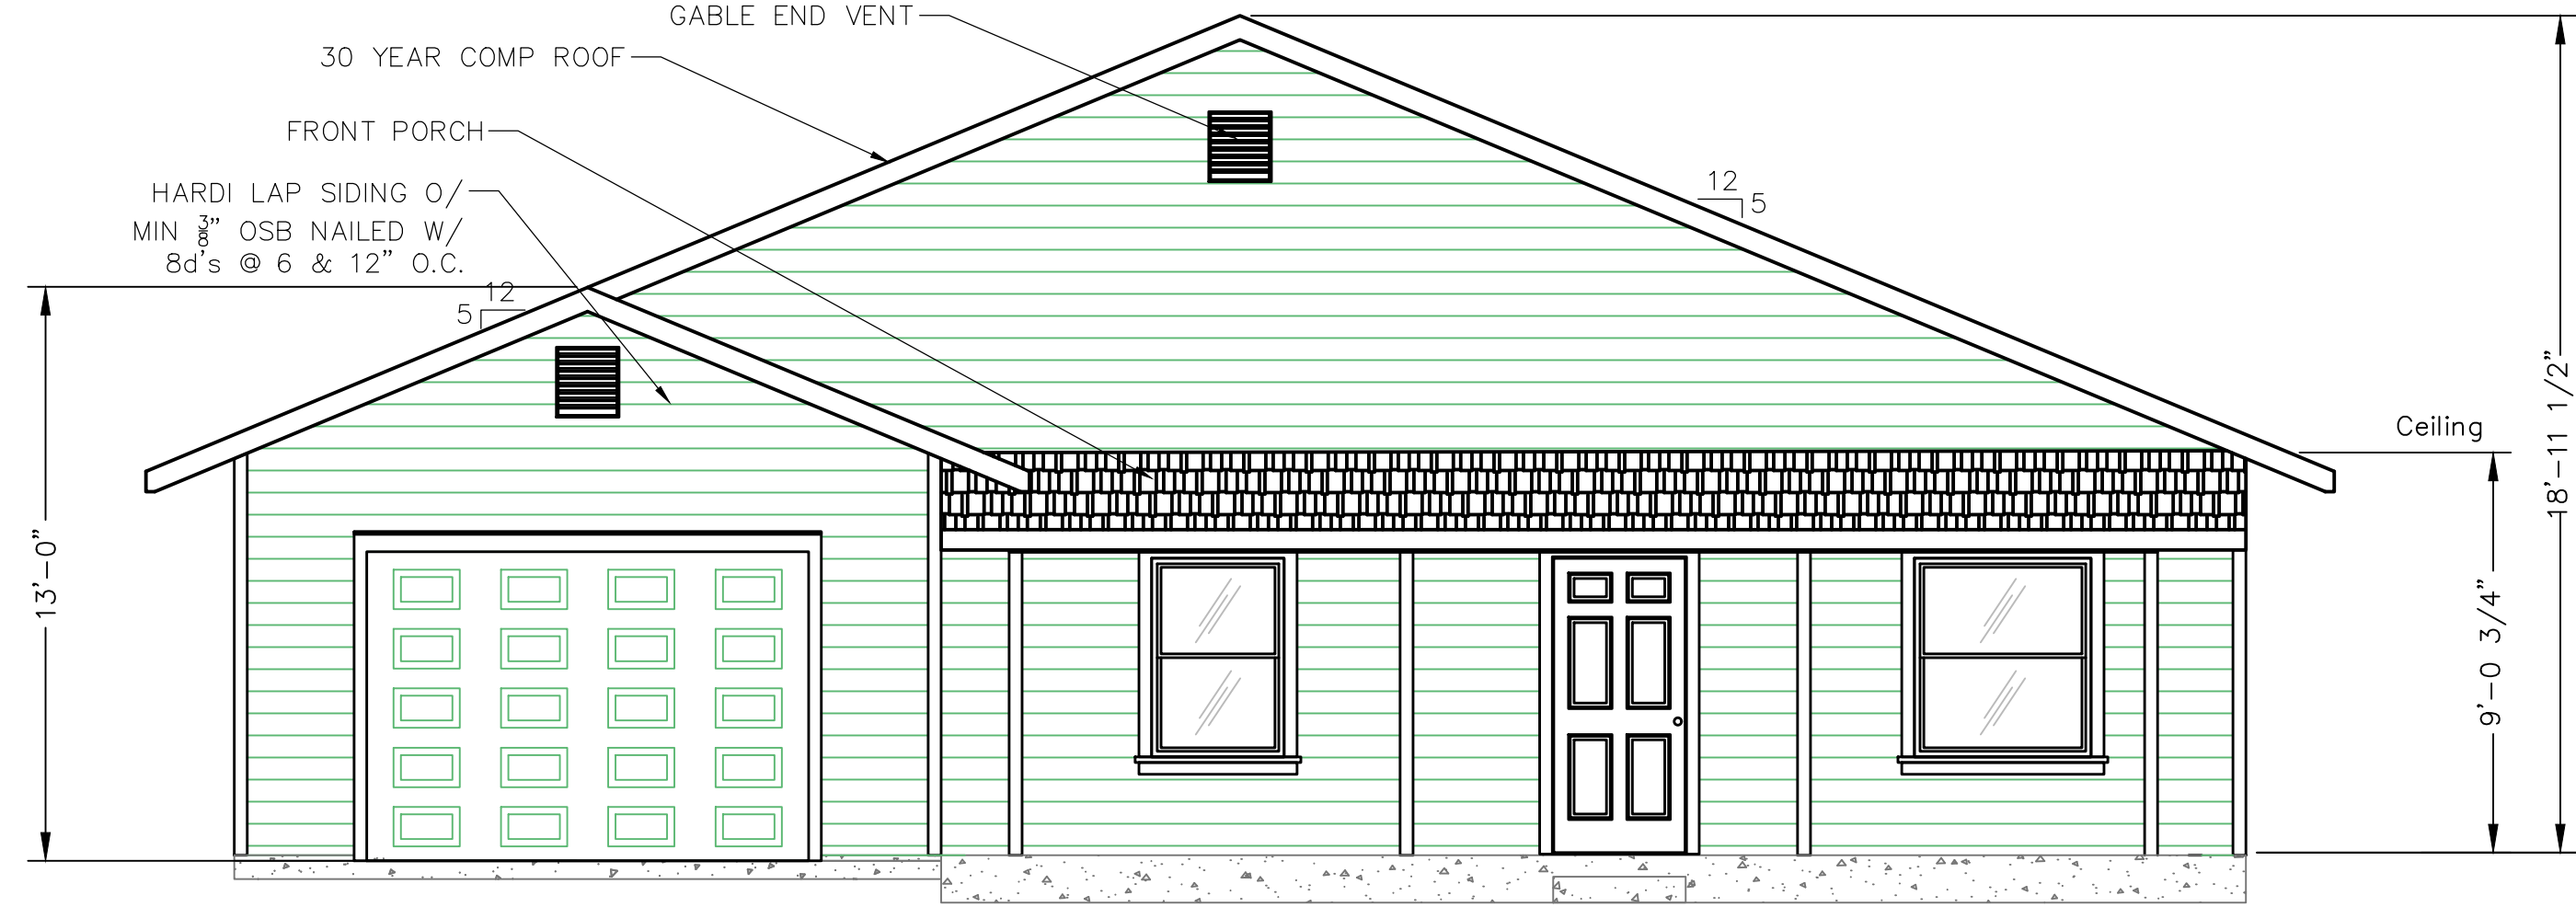 GABLE END VENT
30 YEAR COMP ROOF
FRONT PORCH
HARDI LAP SIDING O/
MIN 3/8" OSB NAILED W/
8d's @ 6 & 12" O.C.
12
5
12
5
13'-0"
Ceiling
9'-0 3/4"
18'-11 1/2"